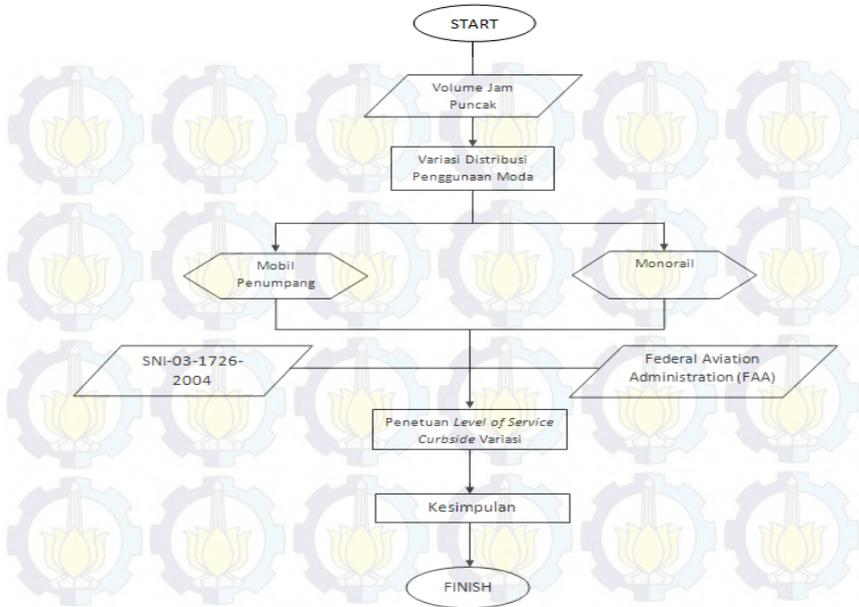 START
Volume Jam
Puncak
Variasi Distribusi
Penggunaan Moda
Mobil
Penumpang
Monorail
SNI-03-1726-
2004
Federal Aviation
Administration (FAA)
Penetuan Level of Service
Curbside Variasi
Kesimpulan
FINISH